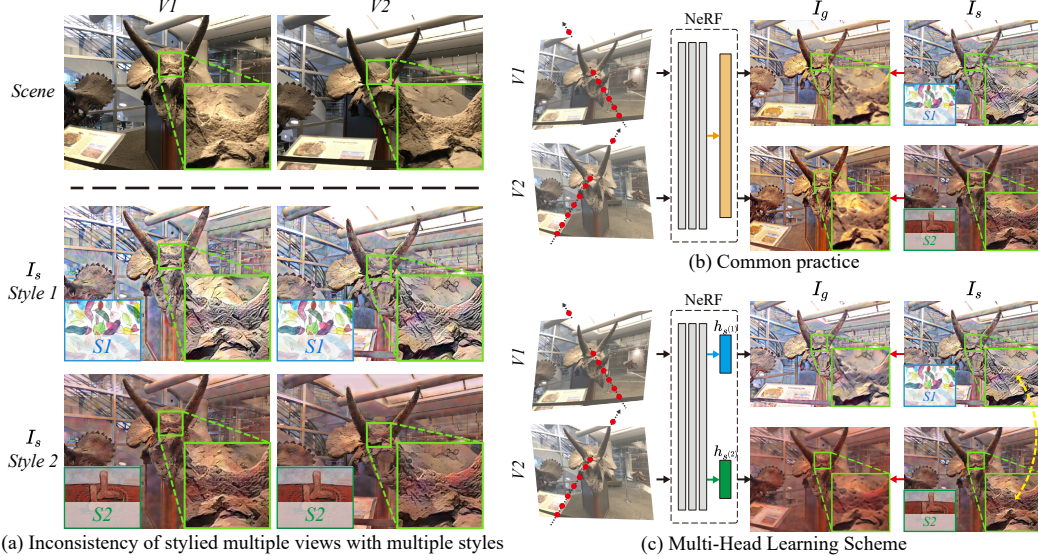 V1
V2
Scene
I_s
Style 1
S1
S1
I_s
Style 2
S2
S2
(a) Inconsistency of stylied multiple views with multiple styles
NeRF
I_g
I_s
V1
S1
V2
S2
(b) Common practice
NeRF
I_g
I_s
V1
h_{s(1)}
S1
V2
h_{s(2)}
S2
(c) Multi-Head Learning Scheme